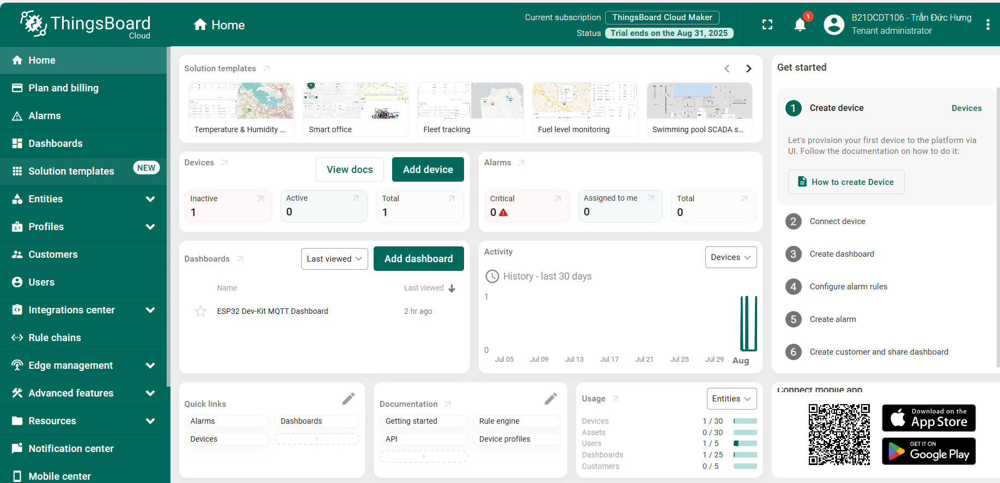 ThingsBoard
Cloud
Home
Current subscription ThingsBoard Cloud Maker
Status Trial ends on the Aug 31, 2025
1
B21DCDT106 - Trần Đức Hưng
Tenant administrator
Home
Plan and billing
Alarms
Dashboards
Solution templates NEW
Entities
Profiles
Customers
Users
Integrations center
Rule chains
Edge management
Advanced features
Resources
Notification center
Mobile center
Solution templates
Temperature & Humidity ...
Smart office
Fleet tracking
Fuel level monitoring
Swimming pool SCADA s...
Devices
View docs
Add device
Inactive
1
Active
0
Total
1
Alarms
Critical
0
Assigned to me
0
Total
0
Dashboards
Last viewed
Add dashboard
Name Last viewed
ESP32 Dev-Kit MQTT Dashboard 2 hr ago
Activity
Devices
History - last 30 days
1
0
Jul 05 Jul 09 Jul 13 Jul 17 Jul 21 Jul 25 Jul 29 Aug
Quick links
Alarms
Dashboards
Devices
Documentation
Getting started
Rule engine
API
Device profiles
Usage
Entities
Devices 1 / 30
Assets 0 / 30
Users 1 / 5
Dashboards 1 / 25
Customers 0 / 5
Get started
1 Create device Devices
Let's provision your first device to the platform via
UI. Follow the documentation on how to do it:
How to create Device
2 Connect device
3 Create dashboard
4 Configure alarm rules
5 Create alarm
6 Create customer and share dashboard
Connect mobile app
Download on the
App Store
GET IT ON
Google Play